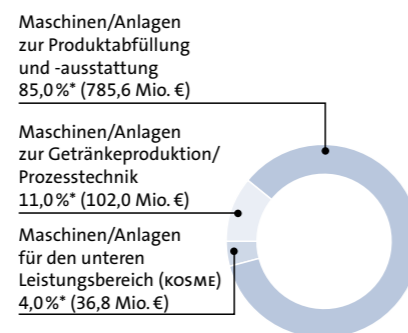 Maschinen/Anlagen
zur Produktabfüllung
und -ausstattung
85,0 %* (785,6 Mio. €)
Maschinen/Anlagen
zur Getränkeproduktion/
Prozesstechnik
11,0 %* (102,0 Mio. €)
Maschinen/Anlagen
für den unteren
Leistungsbereich (KOSME)
4,0 %* (36,8 Mio. €)